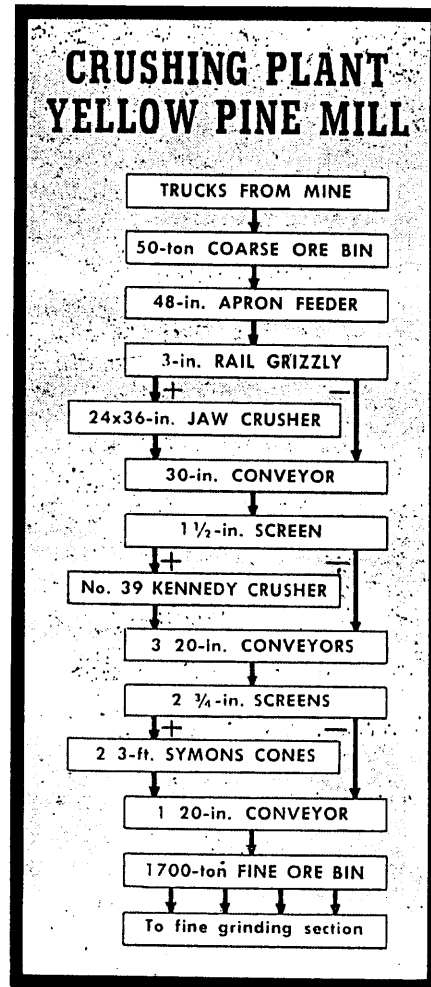 CRUSHING PLANT
YELLOW PINE MILL
TRUCKS FROM MINE
50-ton COARSE ORE BIN
48-in. APRON FEEDER
3-in. RAIL GRIZZLY
+ −
24x36-in. JAW CRUSHER
30-in. CONVEYOR
1 ½-in. SCREEN
+ −
No. 39 KENNEDY CRUSHER
3 20-in. CONVEYORS
2 ¾-in. SCREENS
+ −
2 3-ft. SYMONS CONES
1 20-in. CONVEYOR
1700-ton FINE ORE BIN
To fine grinding section